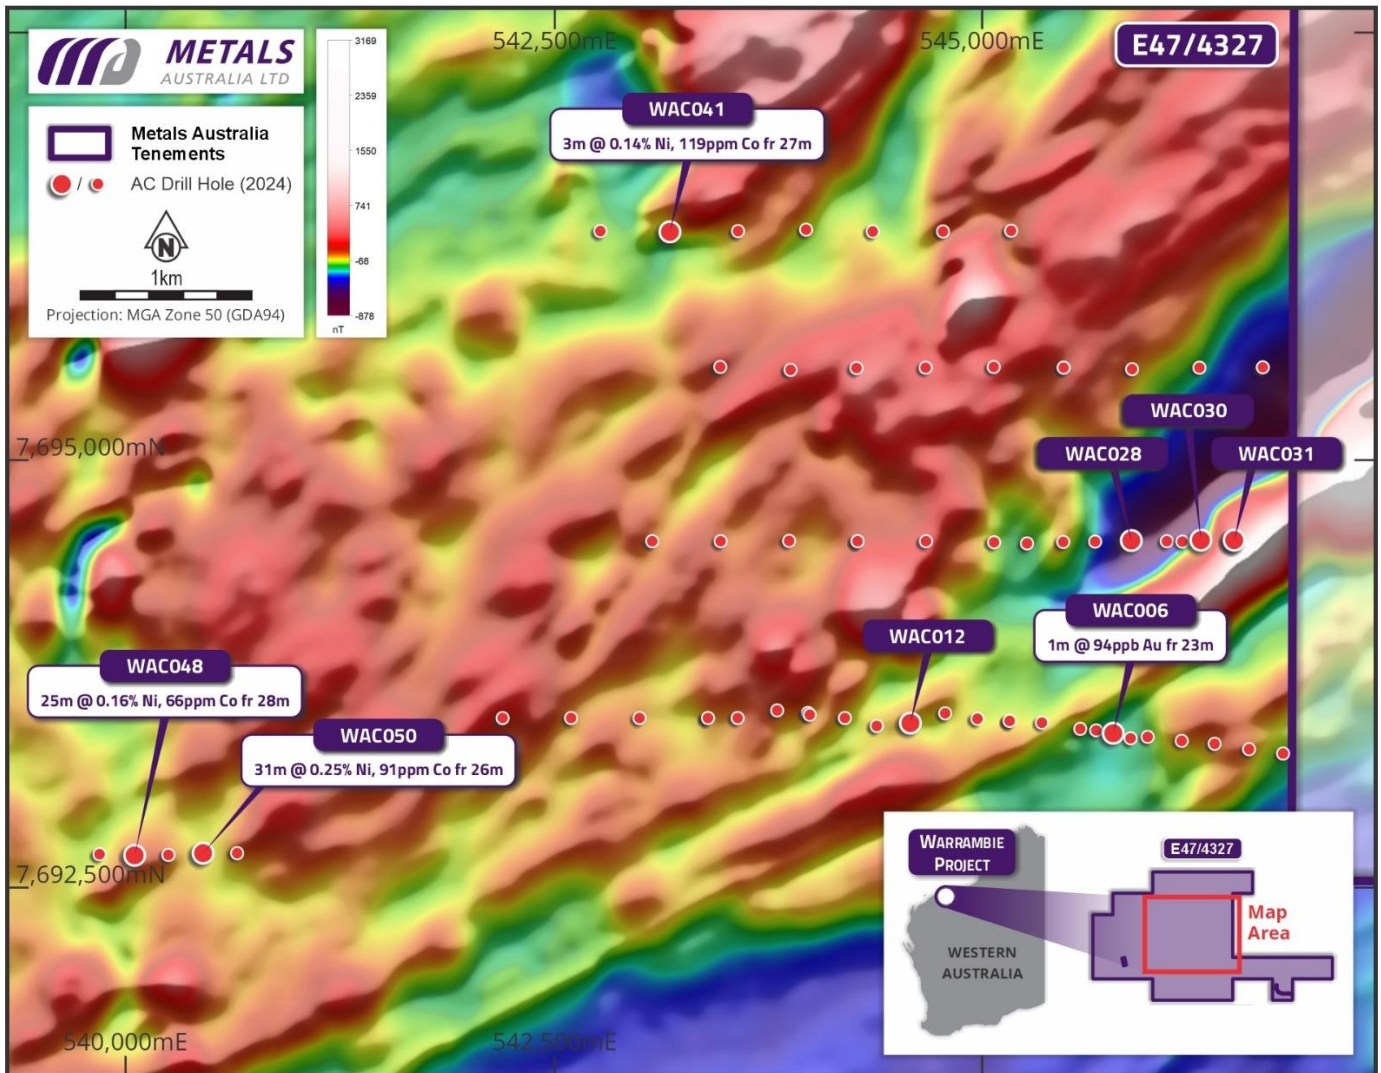 METALS
AUSTRALIA LTD
Metals Australia
Tenements
AC Drill Hole (2024)
N
1km
Projection: MGA Zone 50 (GDA94)
3169
2359
1550
741
-68
-878
nT
542,500mE
545,000mE
E47/4327
WAC041
3m @ 0.14% Ni, 119ppm Co fr 27m
7,695,000mN
WAC030
WAC028
WAC031
WAC006
1m @ 94ppb Au fr 23m
WAC012
WAC048
25m @ 0.16% Ni, 66ppm Co fr 28m
WAC050
31m @ 0.25% Ni, 91ppm Co fr 26m
7,692,500mN
540,000mE
542,500mE
WARRAMBIE
PROJECT
WESTERN
AUSTRALIA
E47/4327
Map
Area